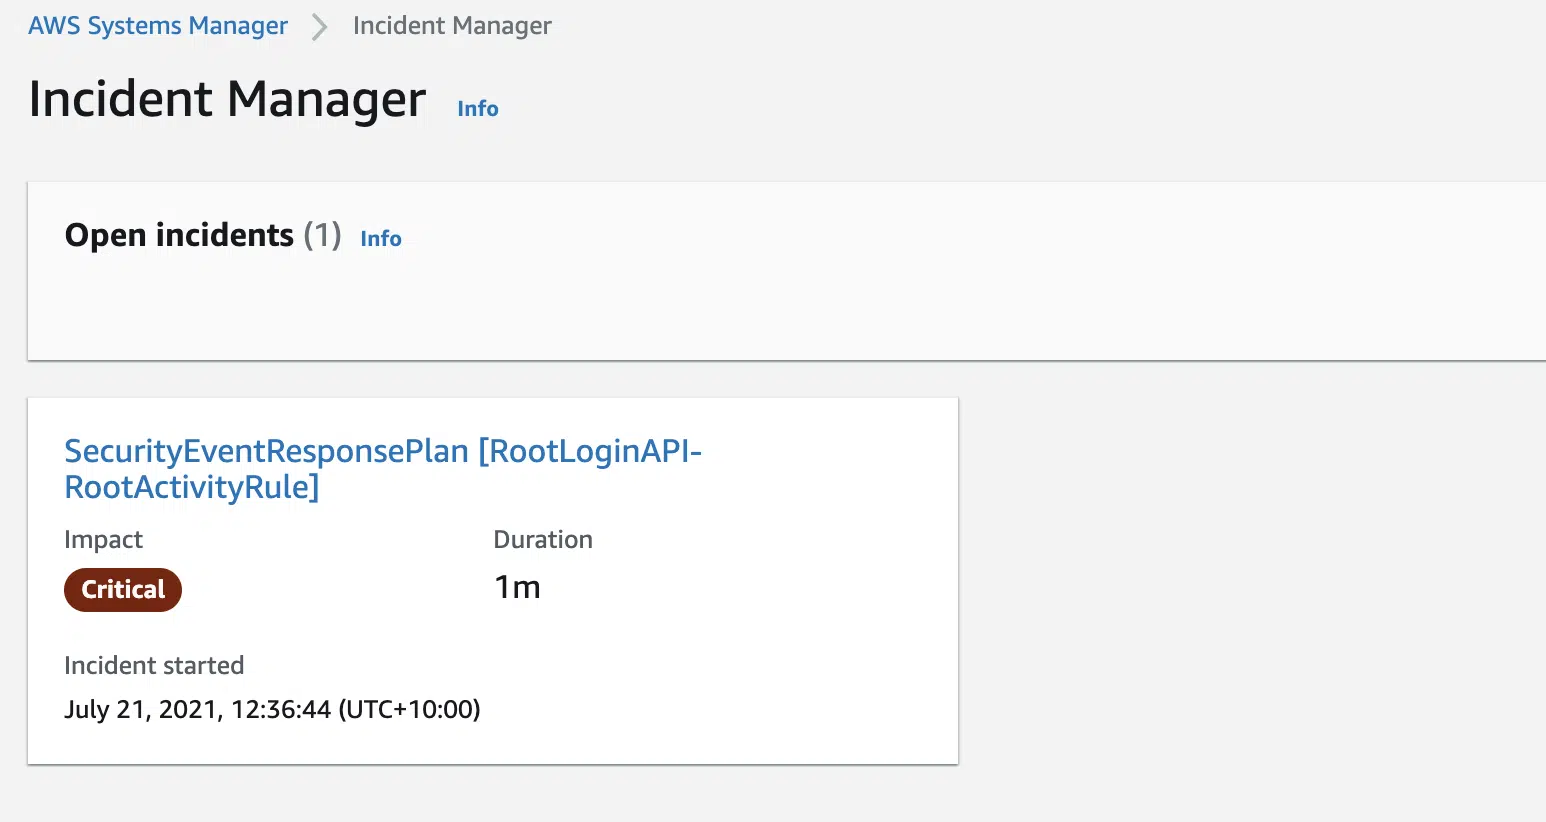 AWS Systems Manager > Incident Manager
Incident Manager Info
Open incidents (1) Info
SecurityEventResponsePlan [RootLoginAPI-
RootActivityRule]
Impact Duration
Critical 1m
Incident started
July 21, 2021, 12:36:44 (UTC+10:00)